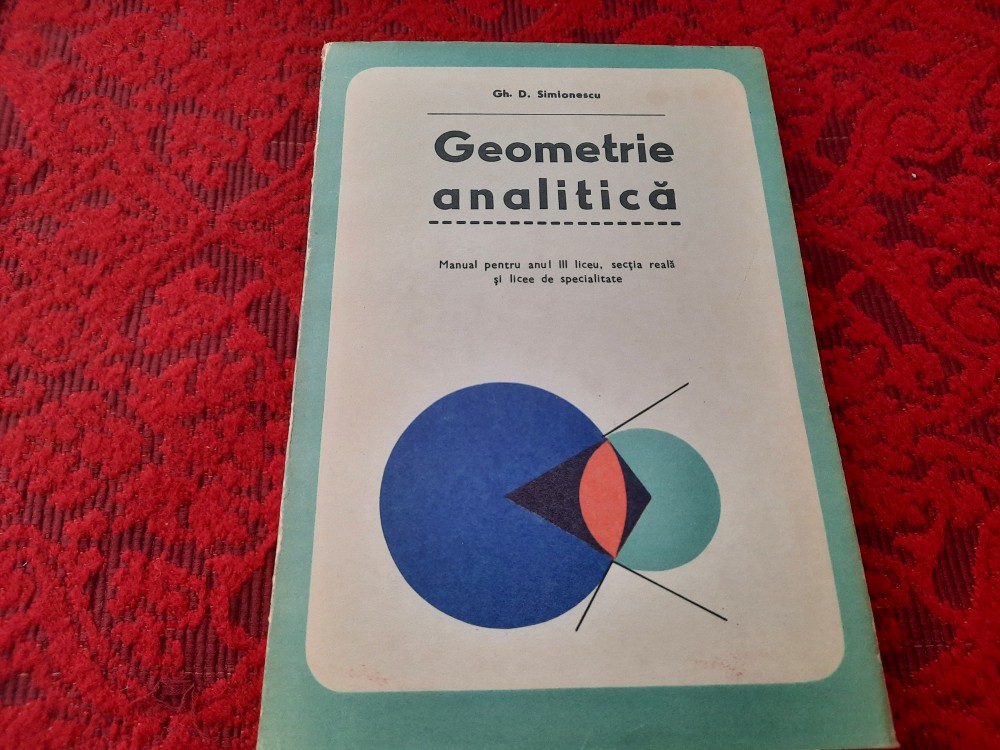 Gh. D. Simionescu
Geometrie
analitică
Manual pentru anul III liceu, secția reală
și licee de specialitate